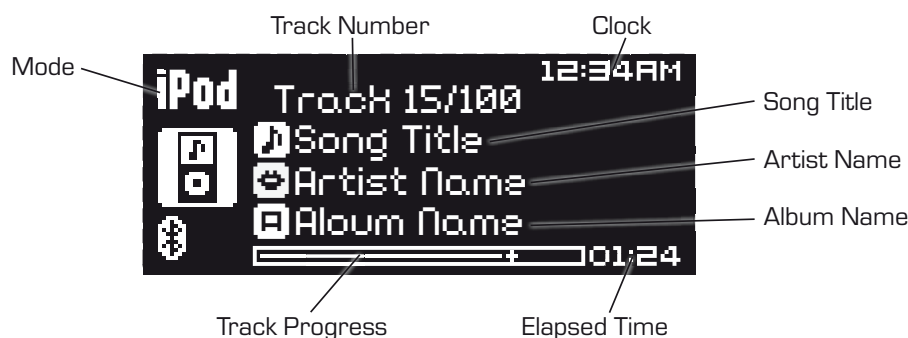 Track Number
Clock
Mode
12:34AM
iPod
Track 15/100
Song Title
Song Title
Artist Name
Artist Name
Aloum Name
Album Name
01:24
Track Progress
Elapsed Time